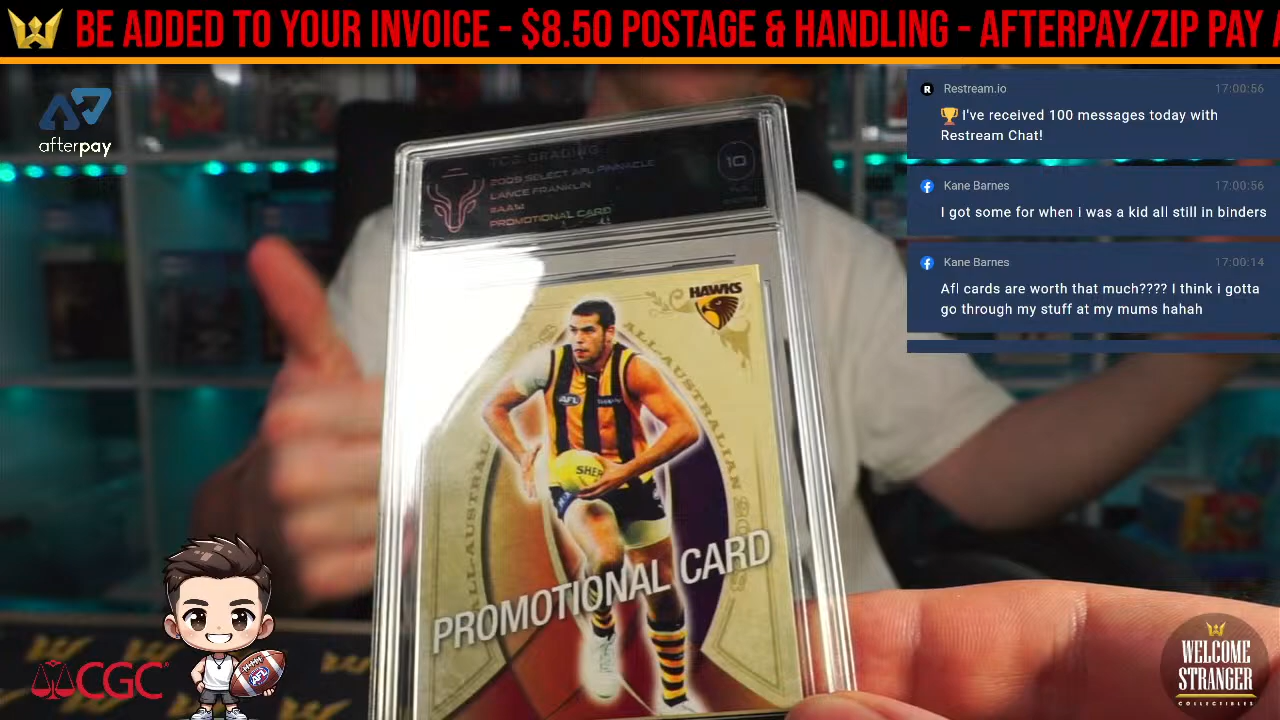 BE ADDED TO YOUR INVOICE - $8.50 POSTAGE & HANDLING - AFTERPAY/ZIP PAY
afterpay
Restream.io 17:00:56
🏆 I've received 100 messages today with
Restream Chat!
Kane Barnes 17:00:56
I got some for when i was a kid all still in binders
Kane Barnes 17:00:14
Afl cards are worth that much???? I think i gotta
go through my stuff at my mums hahah
TCG GRADING
2009 SELECT AFL PINNACLE
LANCE FRANKLIN
PROMOTIONAL CARD
10
HAWKS
ALL-AUSTRALIAN
AFL
SHER
PROMOTIONAL CARD
CGC
AFL
WELCOME
STRANGER
COLLECTIBLES